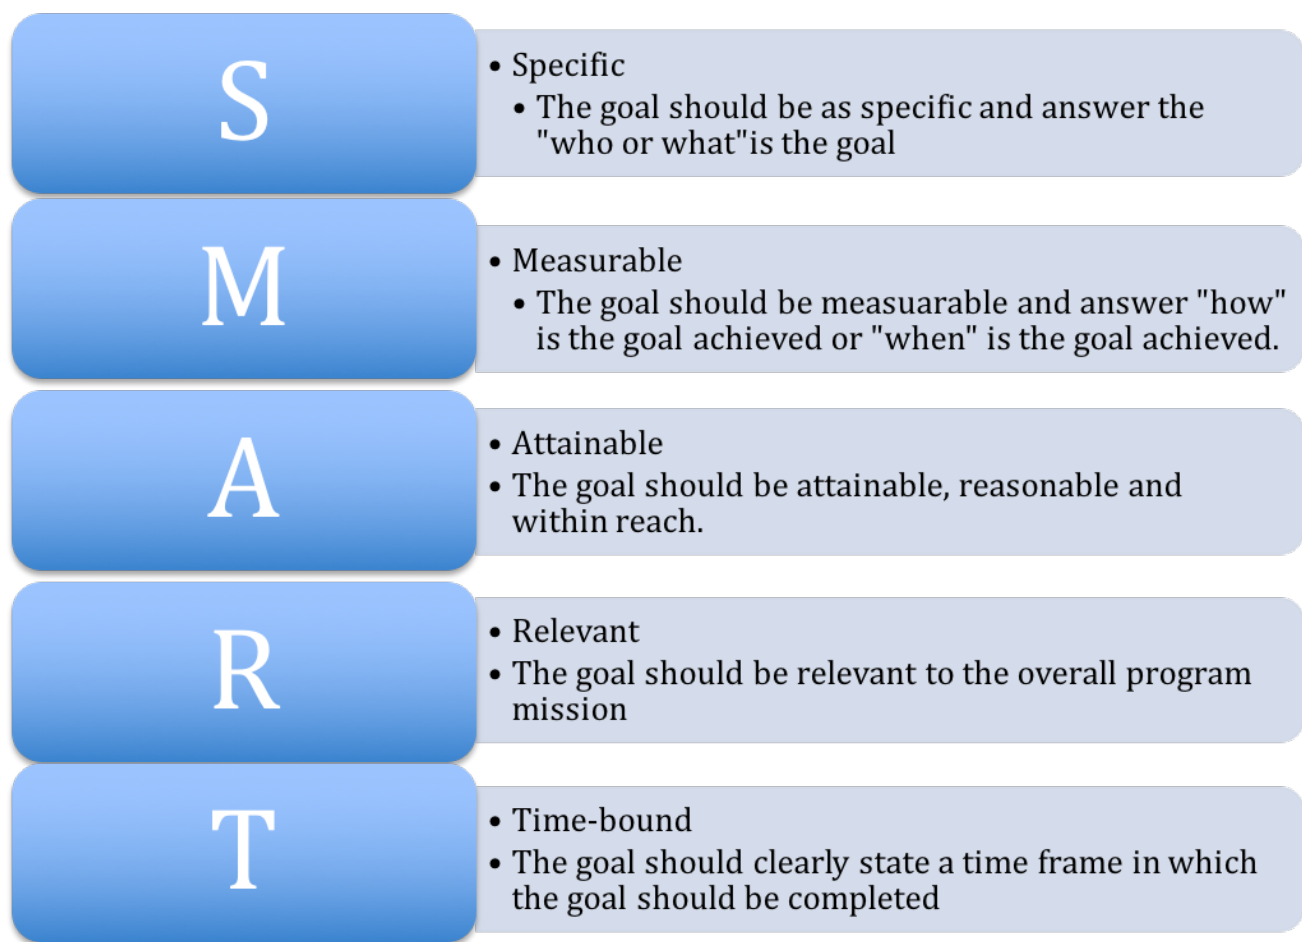 S
• Specific
• The goal should be as specific and answer the
"who or what"is the goal
M
• Measurable
• The goal should be measuarable and answer "how"
is the goal achieved or "when" is the goal achieved.
A
• Attainable
• The goal should be attainable, reasonable and
within reach.
R
• Relevant
• The goal should be relevant to the overall program
mission
T
• Time-bound
• The goal should clearly state a time frame in which
the goal should be completed